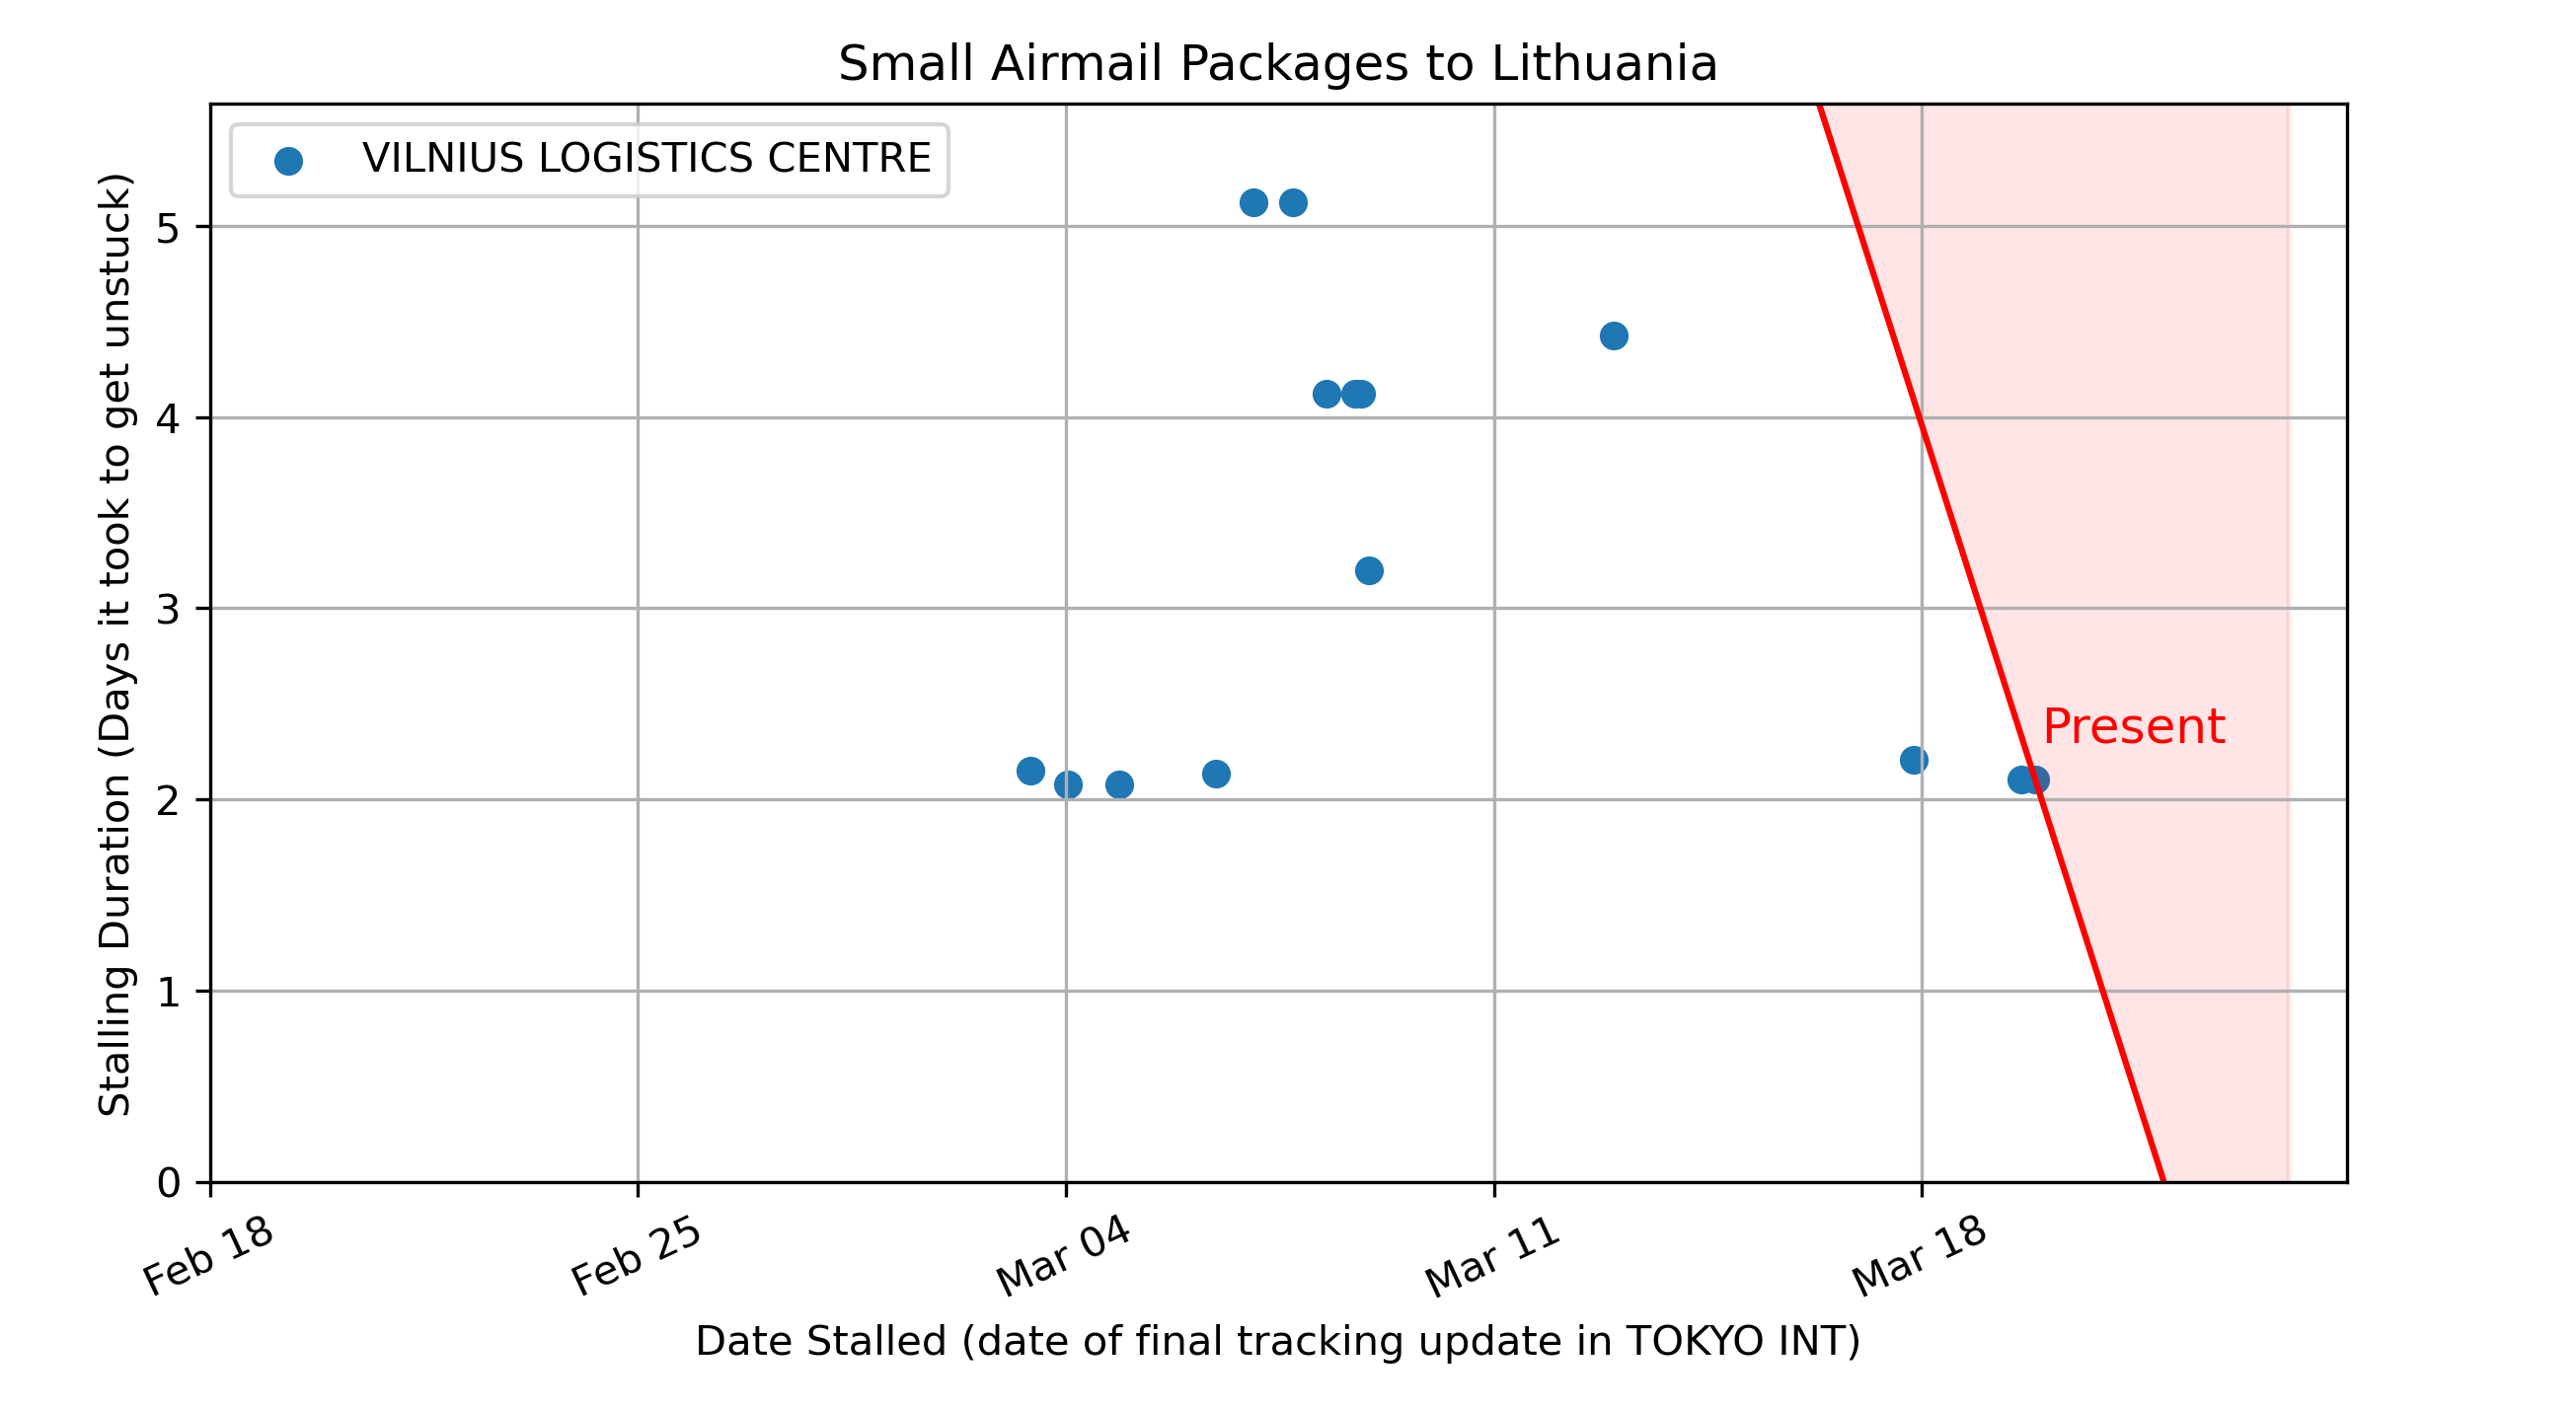 Small Airmail Packages to Lithuania
VILNIUS LOGISTICS CENTRE
Stalling Duration (Days it took to get unstuck)
5
4
3
2
1
0
Present
Feb 18
Feb 25
Mar 04
Mar 11
Mar 18
Date Stalled (date of final tracking update in TOKYO INT)